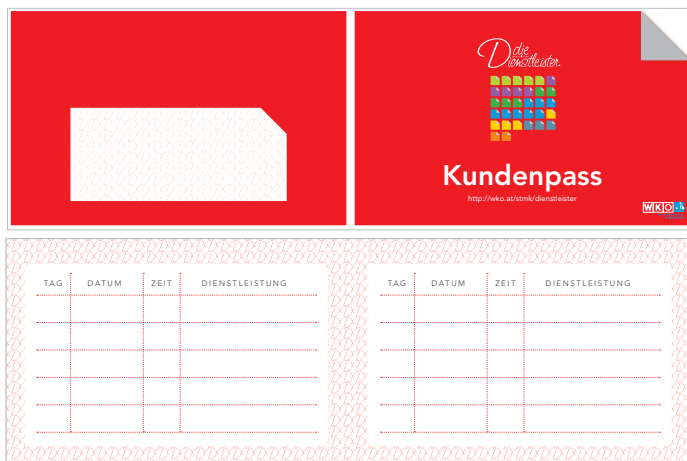 die
Dienstleister.
Kundenpass
http://wko.at/stmk/dienstleister
WKO
TAG DATUM ZEIT DIENSTLEISTUNG
TAG DATUM ZEIT DIENSTLEISTUNG